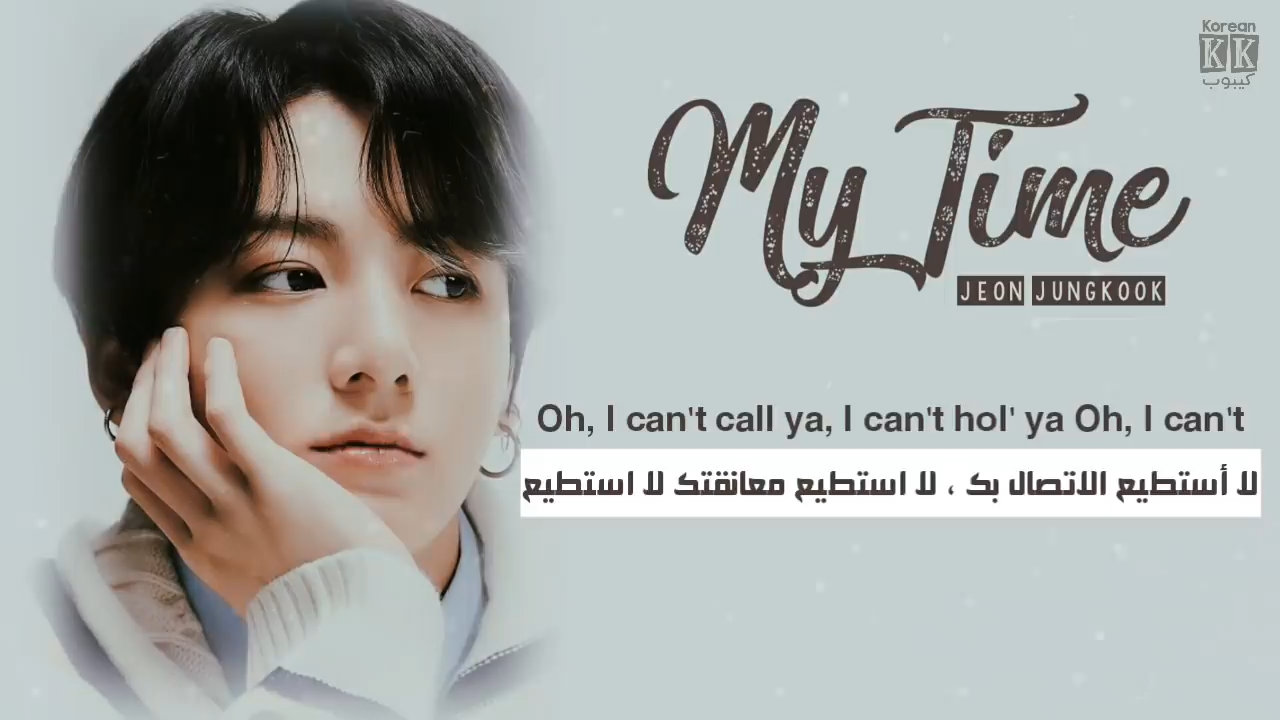 Korean
KK
كيبوب
My Time
JEON JUNGKOOK
Oh, I can't call ya, I can't hol' ya Oh, I can't
لا أستطيع الاتصال بك ، لا استطيع معانقتك لا استطيع